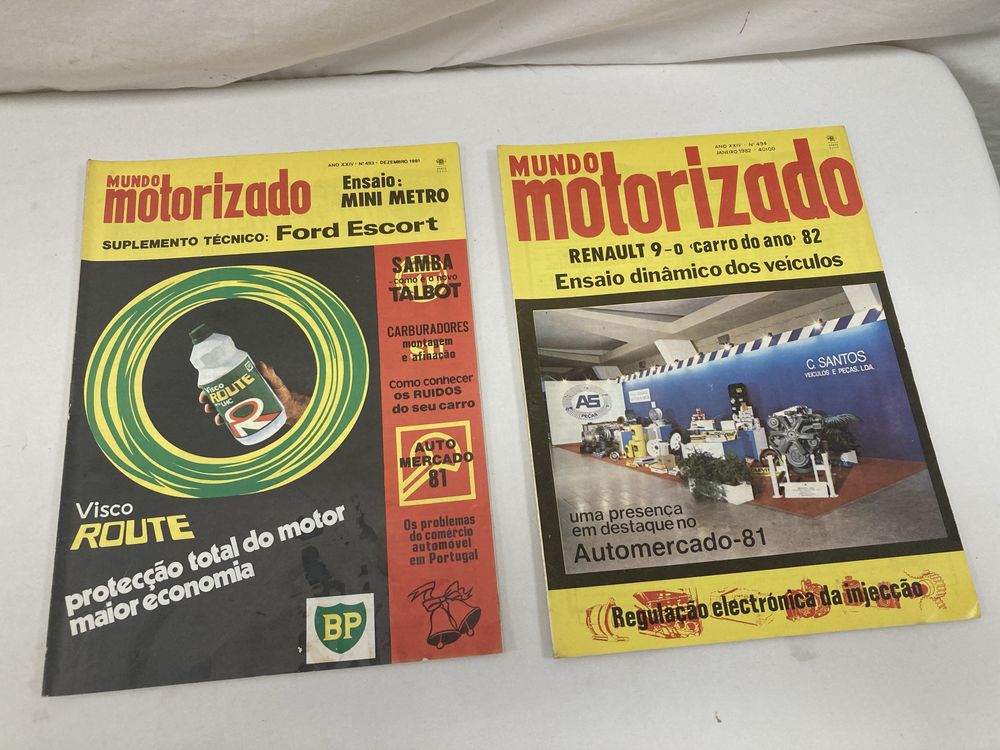 ANO XXIV - Nº 493 - DEZEMBRO 1981
MUNDO
motorizado
Ensaio:
MINI METRO
SUPLEMENTO TÉCNICO: Ford Escort
SAMBA
-como é o novo
TALBOT
CARBURADORES
montagem
e afinação
Como conhecer
os RUIDOS
do seu carro
AUTO
MERCADO
81
Os problemas
do comércio
automóvel
em Portugal
Visco
ROUTE
R
Visco
ROUTE
protecção total do motor
maior economia
BP
ANO XXIV - Nº 494
JANEIRO 1982 - 40$00
MUNDO
motorizado
RENAULT 9-o ‹carro do ano› 82
Ensaio dinâmico dos veículos
C. SANTOS
VEICULOS E PEÇAS, LDA.
AS
PEÇAS
uma presença
em destaque no
Automercado-81
Regulação electrónica da injecção